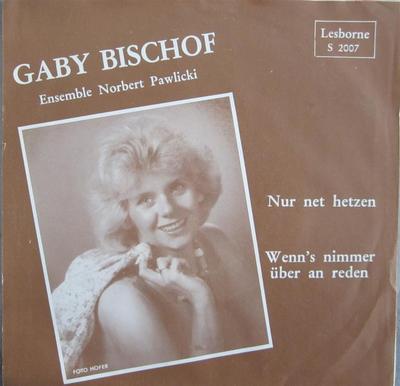 Lesborne
S 2007
GABY BISCHOF
Ensemble Norbert Pawlicki
Nur net hetzen
Wenn's nimmer
über an reden
FOTO HOFER